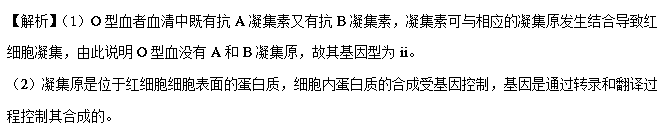 【解析】（1）O 型血者血清中既有抗 A 凝集素又有抗 B 凝集素，凝集素可与相应的凝集原发生结合导致红
细胞凝集，由此说明 O 型血没有 A 和 B 凝集原，故其基因型为 ii。
（2）凝集原是位于红细胞细胞表面的蛋白质，细胞内蛋白质的合成受基因控制，基因是通过转录和翻译过
程控制其合成的。